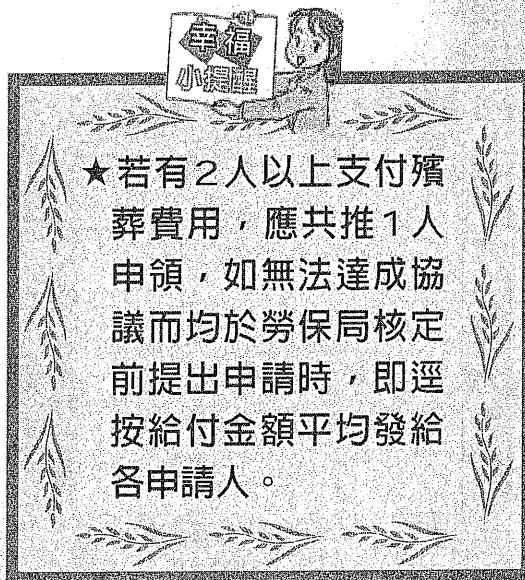 幸福
小提醒
★若有2人以上支付殯
葬費用，應共推1人
申領，如無法達成協
議而均於勞保局核定
前提出申請時，即逕
按給付金額平均發給
各申請人。